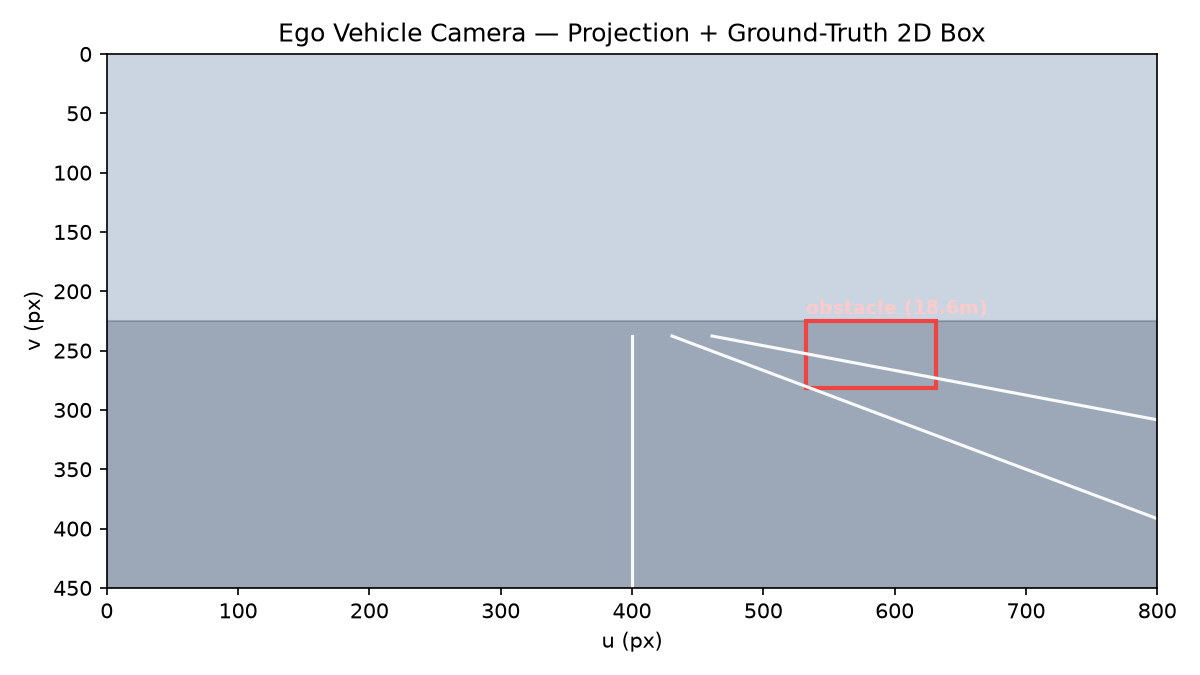 Ego Vehicle Camera — Projection + Ground-Truth 2D Box
0
50
100
150
200
250
300
350
400
450
v (px)
obstacle (18.6m)
0 100 200 300 400 500 600 700 800
u (px)